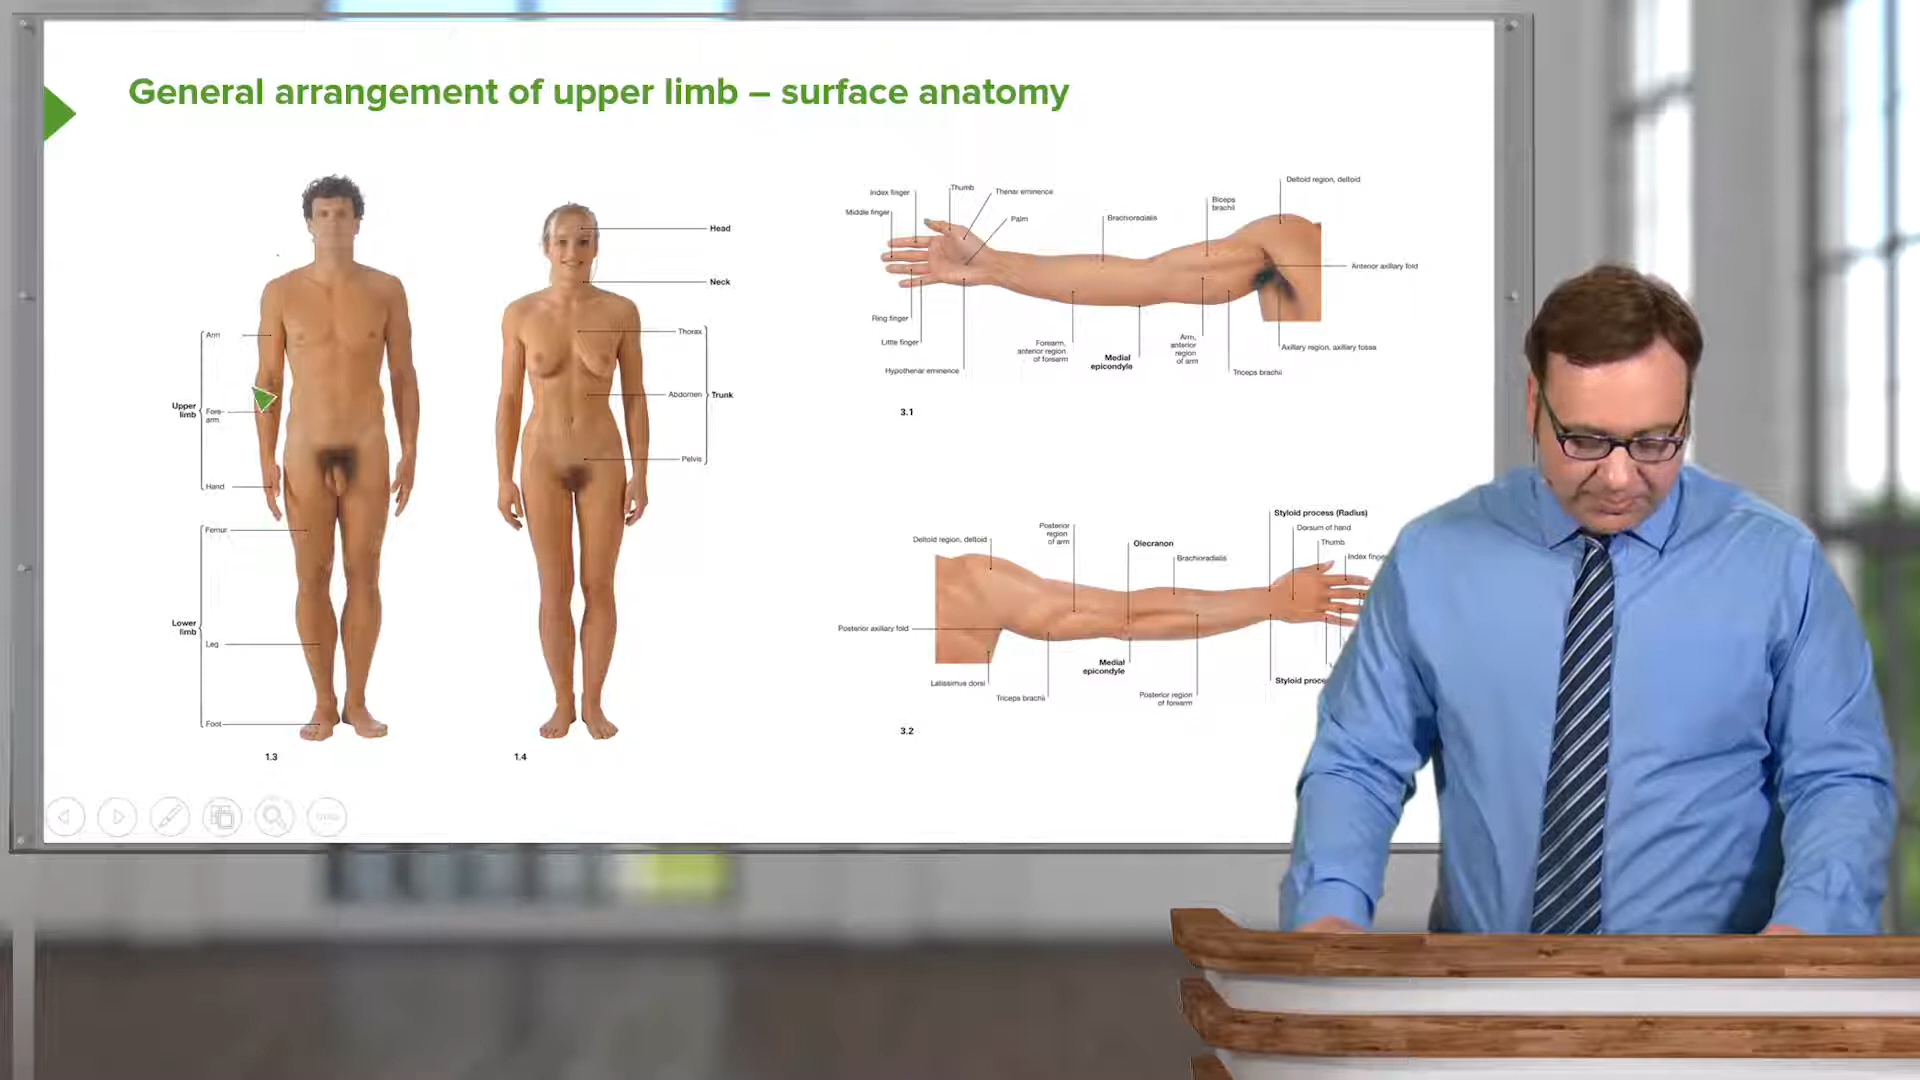 General arrangement of upper limb – surface anatomy
Arm
Upper
limb
Fore-
arm
Hand
Femur
Lower
limb
Leg
Foot
1.3
Head
Neck
Thorax
Abdomen
Trunk
Pelvis
1.4
Index finger
Thumb
Thenar eminence
Middle finger
Palm
Brachioradialis
Biceps
brachii
Deltoid region, deltoid
Anterior axillary fold
Ring finger
Little finger
Hypothenar eminence
Forearm,
anterior region
of forearm
Medial
epicondyle
Arm,
anterior
region
of arm
Triceps brachii
Axillary region, axillary fossa
3.1
Deltoid region, deltoid
Posterior
region
of arm
Olecranon
Brachioradialis
Styloid process (Radius)
Dorsum of hand
Thumb
Index finger
Posterior axillary fold
Latissimus dorsi
Triceps brachii
Medial
epicondyle
Posterior region
of forearm
Styloid
3.2